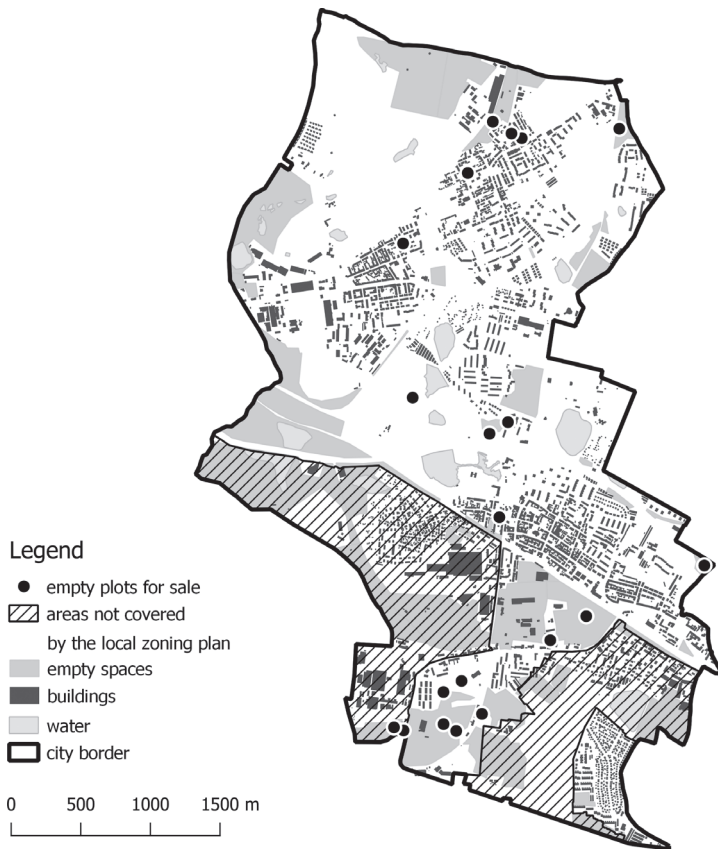 Legend
empty plots for sale
areas not covered
by the local zoning plan
empty spaces
buildings
water
city border
0 500 1000 1500 m